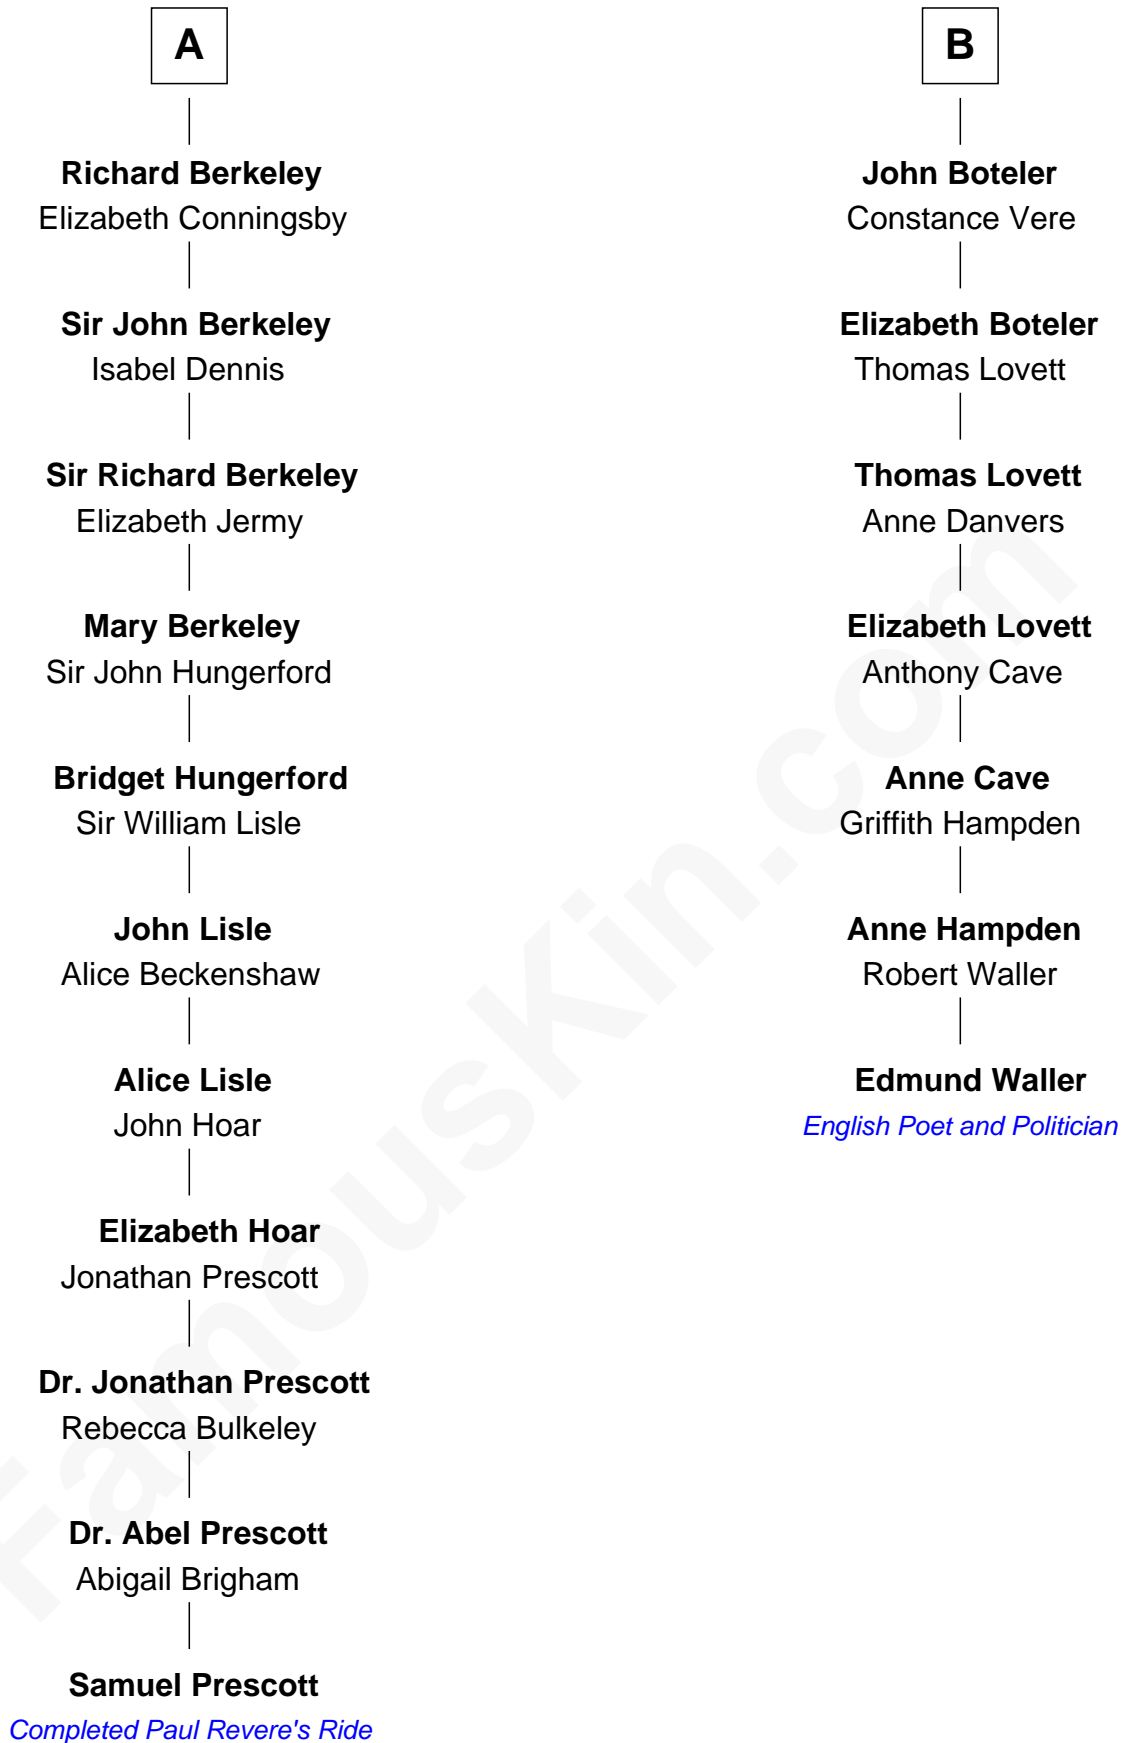 A
Richard Berkeley
Elizabeth Conningsby
Sir John Berkeley
Isabel Dennis
Sir Richard Berkeley
Elizabeth Jermy
Mary Berkeley
Sir John Hungerford
Bridget Hungerford
Sir William Lisle
John Lisle
Alice Beckenshaw
Alice Lisle
John Hoar
Elizabeth Hoar
Jonathan Prescott
Dr. Jonathan Prescott
Rebecca Bulkeley
Dr. Abel Prescott
Abigail Brigham
Samuel Prescott
Completed Paul Revere's Ride
B
John Boteler
Constance Vere
Elizabeth Boteler
Thomas Lovett
Thomas Lovett
Anne Danvers
Elizabeth Lovett
Anthony Cave
Anne Cave
Griffith Hampden
Anne Hampden
Robert Waller
Edmund Waller
English Poet and Politician
FamousKin.com